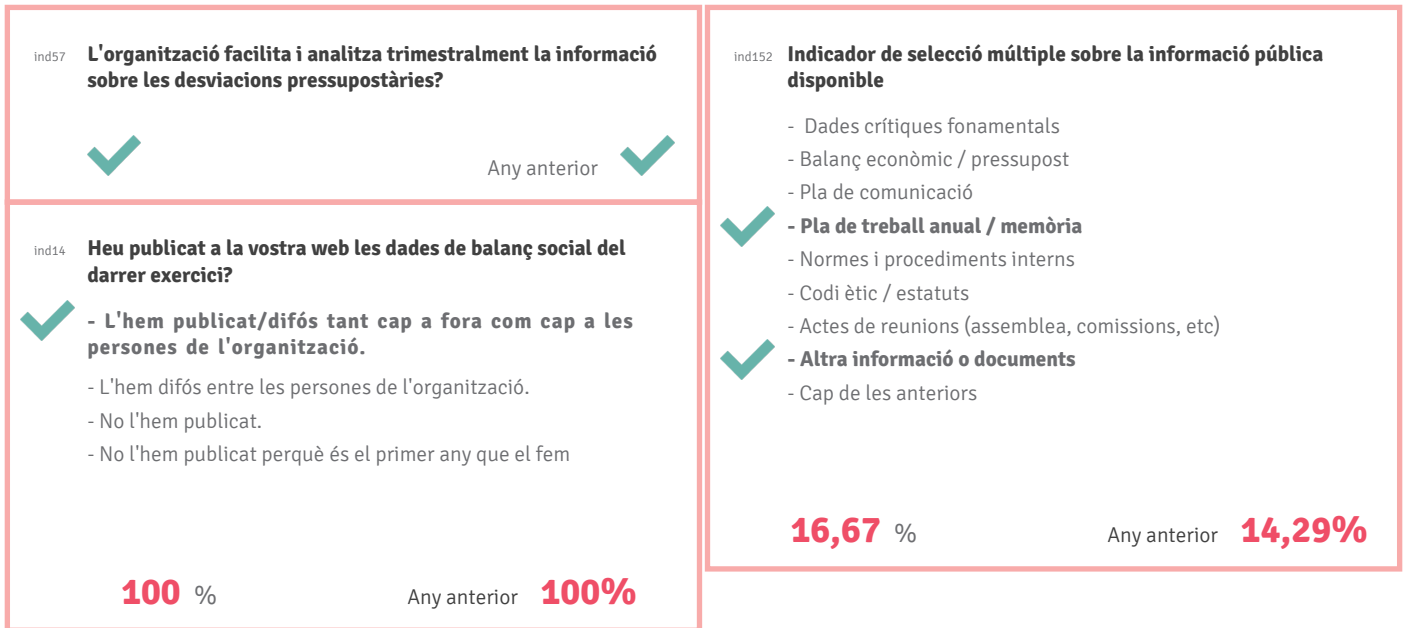 ind57 L'organització facilita i analitza trimestralment la informació
sobre les desviacions pressupostàries?
Any anterior
ind14 Heu publicat a la vostra web les dades de balanç social del
darrer exercici?
- L'hem publicat/difós tant cap a fora com cap a les
persones de l'organització.
- L'hem difós entre les persones de l'organització.
- No l'hem publicat.
- No l'hem publicat perquè és el primer any que el fem
100 % Any anterior 100%
ind152 Indicador de selecció múltiple sobre la informació pública
disponible
- Dades crítiques fonamentals
- Balanç econòmic / pressupost
- Pla de comunicació
- Pla de treball anual / memòria
- Normes i procediments interns
- Codi ètic / estatuts
- Actes de reunions (assemblea, comissions, etc)
- Altra informació o documents
- Cap de les anteriors
16,67 % Any anterior 14,29%